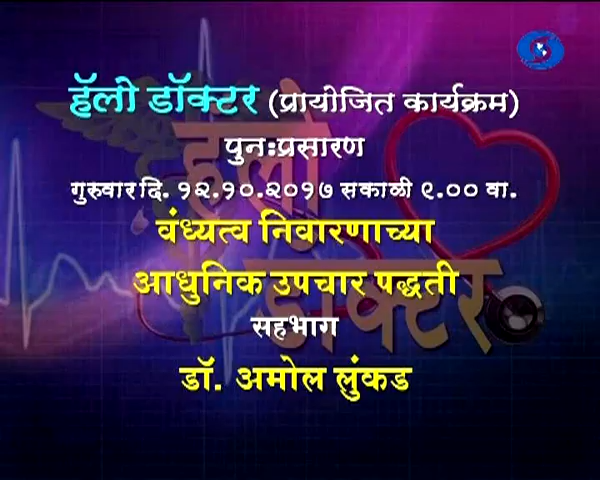 हॅलो डॉक्टर (प्रायोजित कार्यक्रम)
पुनःप्रसारण
गुरुवार दि. १२.१०.२०१७ सकाळी ९.०० वा.
वंध्यत्व निवारणाच्या
आधुनिक उपचार पद्धती
सहभाग
डॉ. अमोल लुंकड
हॅलो
डॉक्टर